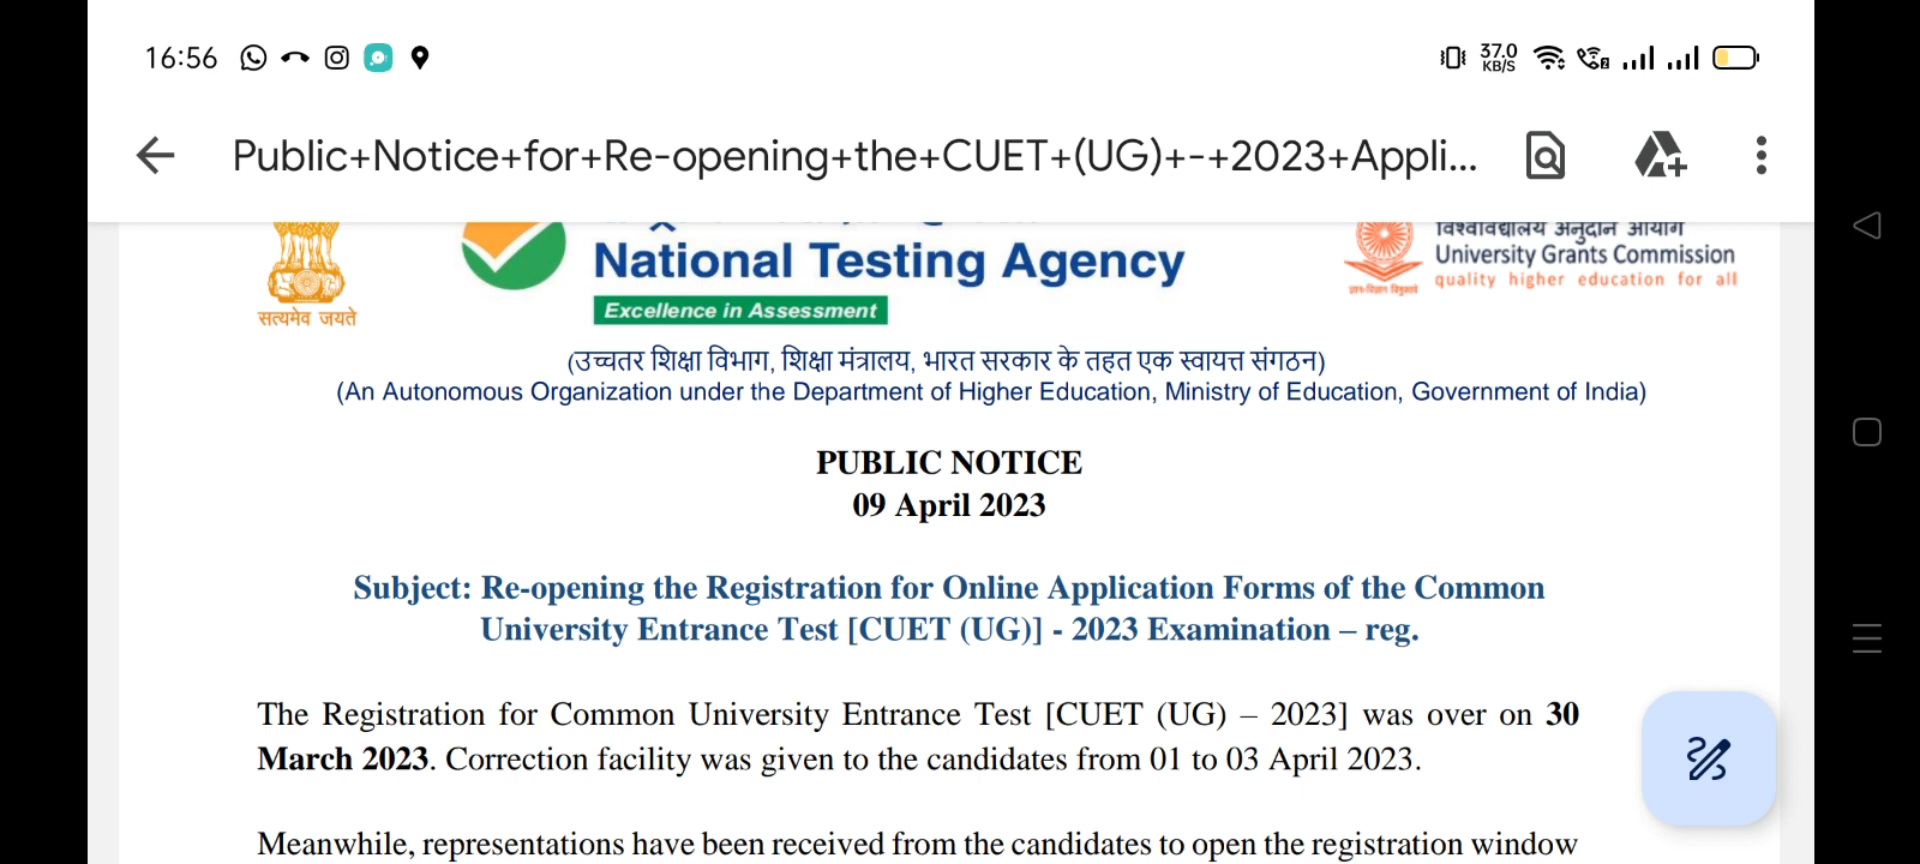 16:56
37.0
KB/S
Public+Notice+for+Re-opening+the+CUET+(UG)+-+2023+Appli...
सत्यमेव जयते
National Testing Agency
Excellence in Assessment
विश्वविद्यालय अनुदान आयोग
University Grants Commission
quality higher education for all
ज्ञान-विज्ञान विमुक्तये
(उच्चतर शिक्षा विभाग, शिक्षा मंत्रालय, भारत सरकार के तहत एक स्वायत्त संगठन)
(An Autonomous Organization under the Department of Higher Education, Ministry of Education, Government of India)
PUBLIC NOTICE
09 April 2023
Subject: Re-opening the Registration for Online Application Forms of the Common
University Entrance Test [CUET (UG)] - 2023 Examination – reg.
The Registration for Common University Entrance Test [CUET (UG) – 2023] was over on 30
March 2023. Correction facility was given to the candidates from 01 to 03 April 2023.
Meanwhile, representations have been received from the candidates to open the registration window